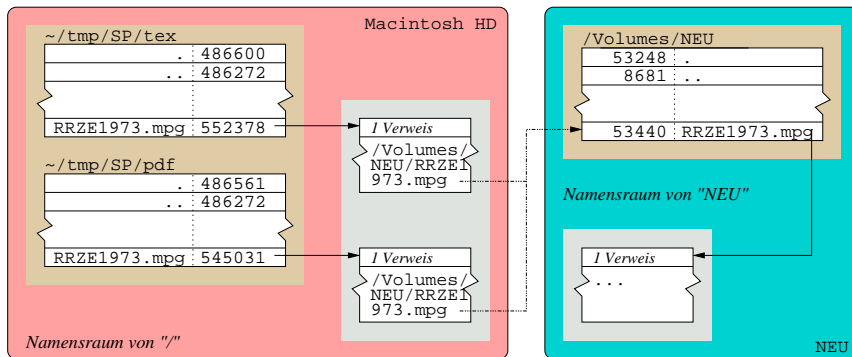 Macintosh HD
~/tmp/SP/tex
. 486600
.. 486272
RRZE1973.mpg 552378
~/tmp/SP/pdf
. 486561
.. 486272
RRZE1973.mpg 545031
1 Verweis
/Volumes/
NEU/RRZE1
973.mpg
1 Verweis
/Volumes/
NEU/RRZE1
973.mpg
Namensraum von "/"
/Volumes/NEU
53248 .
8681 ..
53440 RRZE1973.mpg
Namensraum von "NEU"
1 Verweis
...
NEU